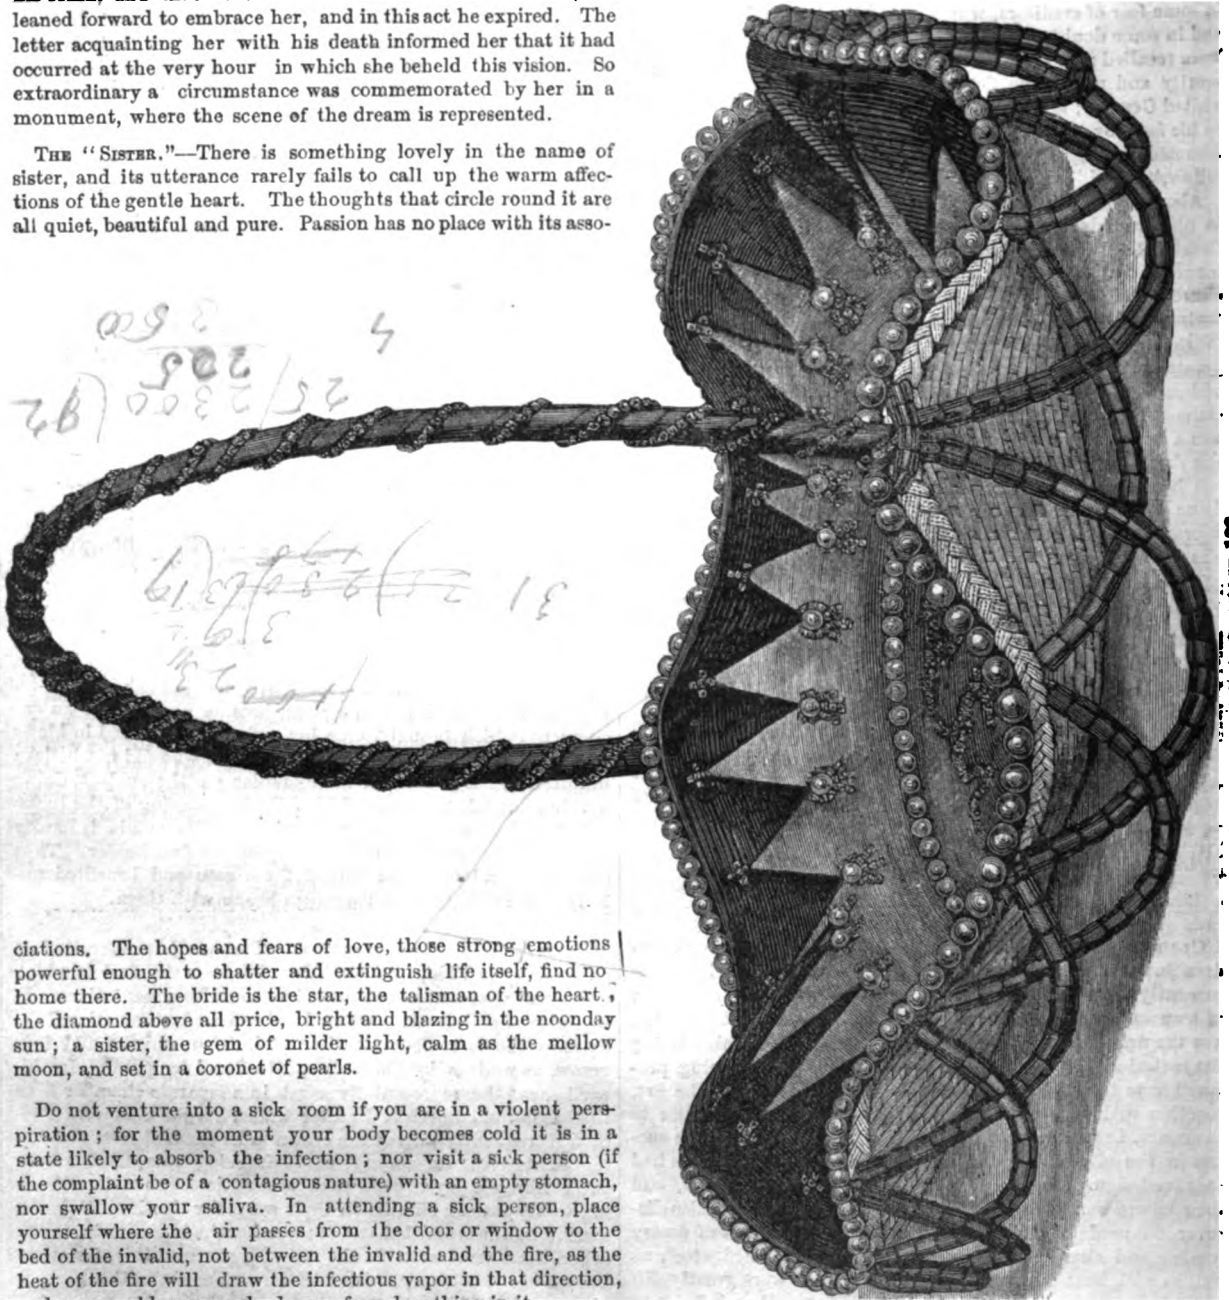 leaned forward to embrace her, and in this act he expired. The
letter acquainting her with his death informed her that it had
occurred at the very hour in which she beheld this vision. So
extraordinary a circumstance was commemorated by her in a
monument, where the scene of the dream is represented.
THE "SISTER."—There is something lovely in the name of
sister, and its utterance rarely fails to call up the warm affec-
tions of the gentle heart. The thoughts that circle round it are
all quiet, beautiful and pure. Passion has no place with its asso-
ciations. The hopes and fears of love, those strong emotions
powerful enough to shatter and extinguish life itself, find no
home there. The bride is the star, the talisman of the heart,
the diamond above all price, bright and blazing in the noonday
sun; a sister, the gem of milder light, calm as the mellow
moon, and set in a coronet of pearls.
Do not venture into a sick room if you are in a violent pers-
piration; for the moment your body becomes cold it is in a
state likely to absorb the infection; nor visit a sick person (if
the complaint be of a contagious nature) with an empty stomach,
nor swallow your saliva. In attending a sick person, place
yourself where the air passes from the door or window to the
bed of the invalid, not between the invalid and the fire, as the
heat of the fire will draw the infectious vapor in that direction,